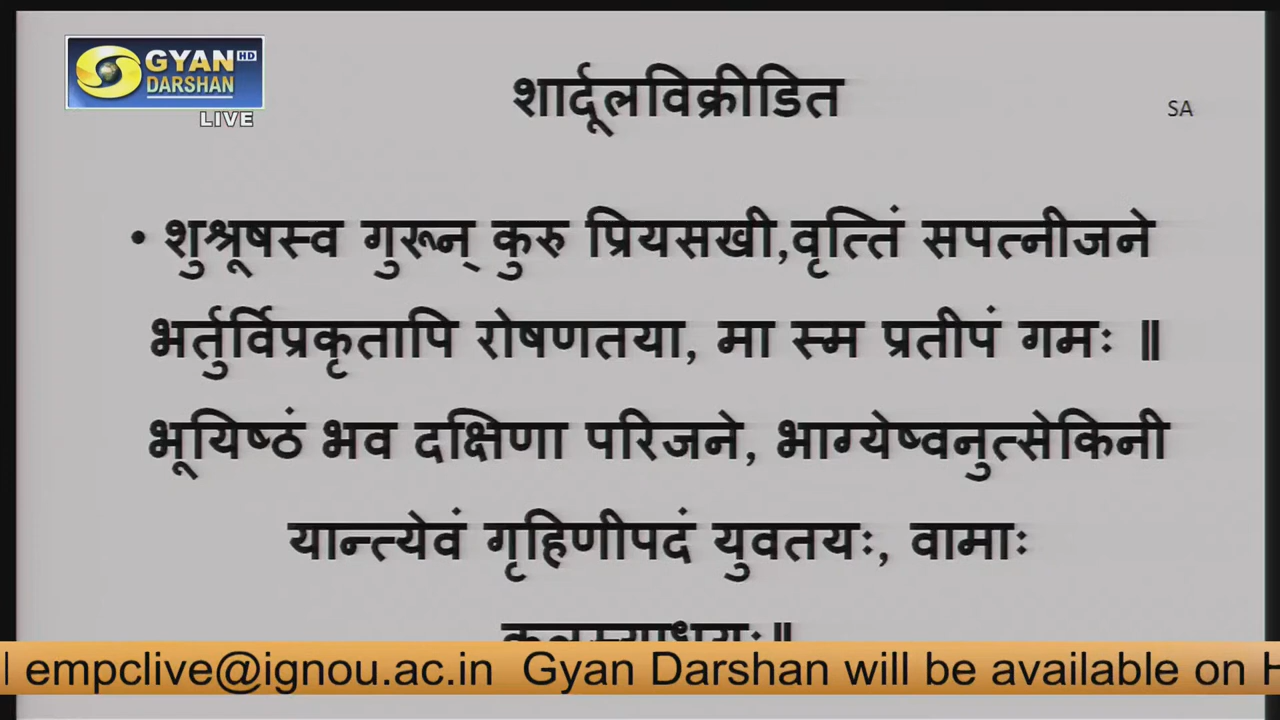 GYAN HD
DARSHAN
LIVE
शार्दूलविक्रीडित
SA
• शुश्रूषस्व गुरून् कुरु प्रियसखी,वृत्तिं सपत्नीजने
भर्तुर्विप्रकृतापि रोषणतया, मा स्म प्रतीपं गमः ॥
भूयिष्ठं भव दक्षिणा परिजने, भाग्येष्वनुत्सेकिनी
यान्त्येवं गृहिणीपदं युवतयः, वामाः
empclive@ignou.ac.in Gyan Darshan will be available on